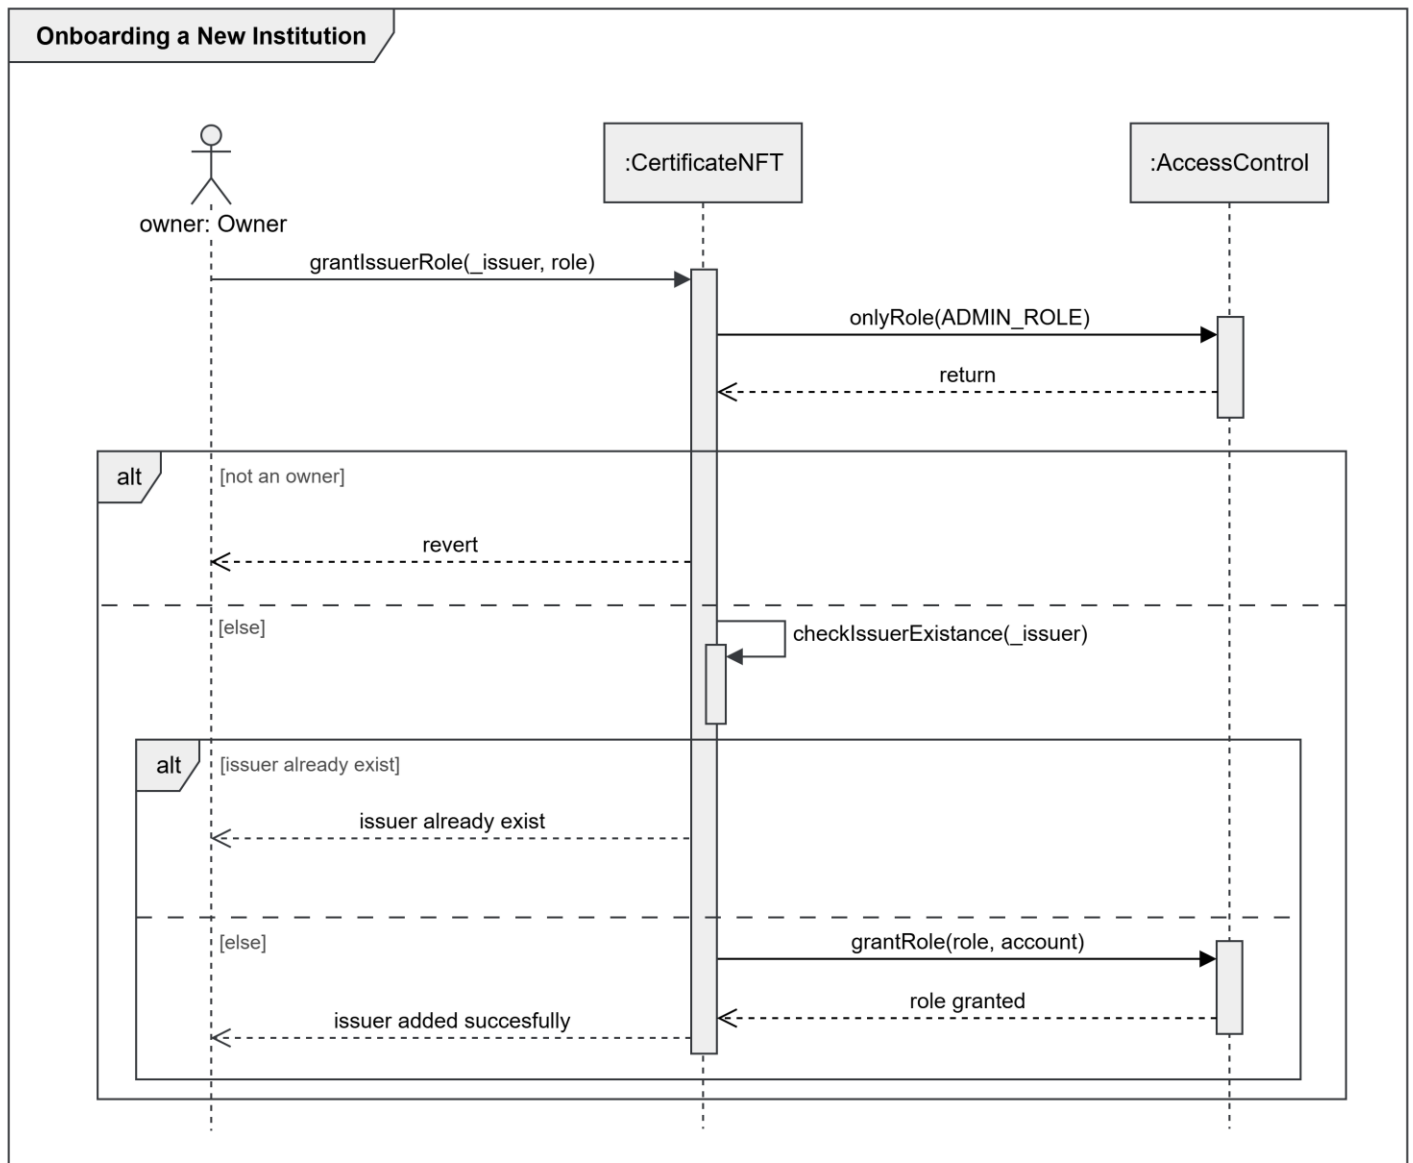 Onboarding a New Institution
:CertificateNFT
:AccessControl
owner: Owner
grantIssuerRole(_issuer, role)
onlyRole(ADMIN_ROLE)
return
alt
[not an owner]
revert
[else]
checkIssuerExistance(_issuer)
alt
[issuer already exist]
issuer already exist
[else]
grantRole(role, account)
role granted
issuer added succesfully